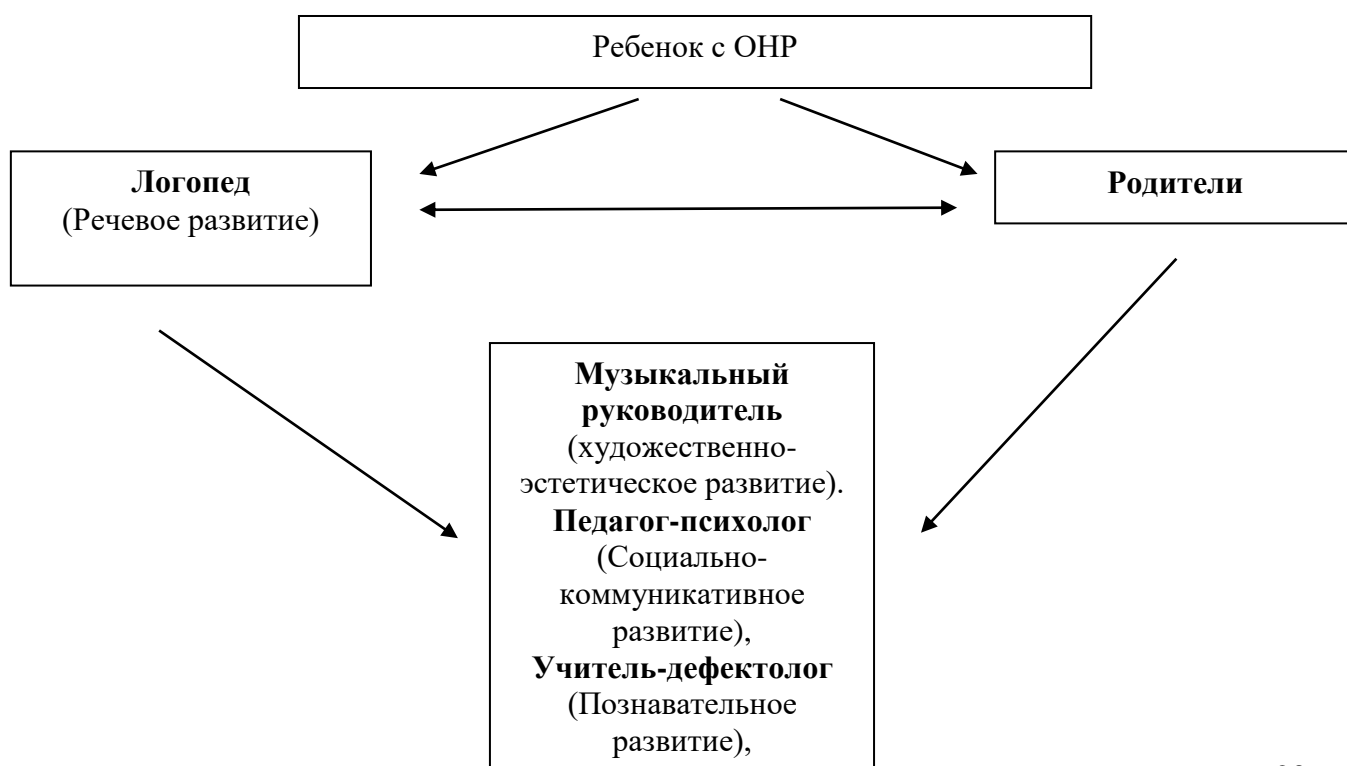 Ребенок с ОНР
Логопед
(Речевое развитие)
Родители
Музыкальный
руководитель
(художественно-
эстетическое развитие).
Педагог-психолог
(Социально-
коммуникативное
развитие),
Учитель-дефектолог
(Познавательное
развитие),